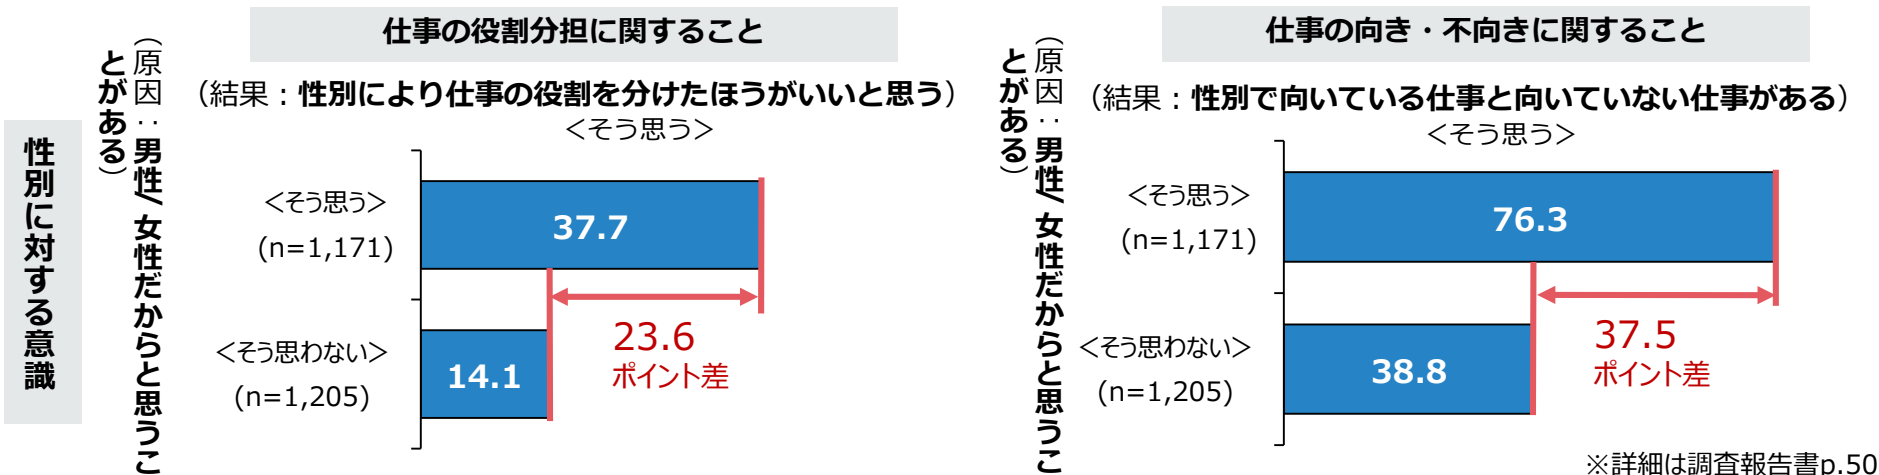 性別に対する意識
仕事の役割分担に関すること
（原因：男性/ 女性だからと思うこ
とがある）
（結果：性別により仕事の役割を分けたほうがいいと思う）
＜そう思う＞
＜そう思う＞
(n=1,171)
37.7
＜そう思わない＞
(n=1,205)
14.1
23.6
ポイント差
仕事の向き・不向きに関すること
（原因：男性/ 女性だからと思うこ
とがある）
（結果：性別で向いている仕事と向いていない仕事がある）
＜そう思う＞
＜そう思う＞
(n=1,171)
76.3
＜そう思わない＞
(n=1,205)
38.8
37.5
ポイント差
※詳細は調査報告書p.50